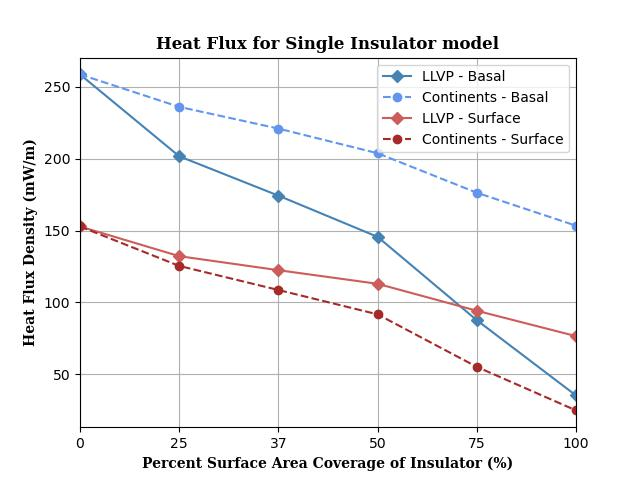 Heat Flux for Single Insulator model
Heat Flux Density (mW/m)
250
200
150
100
50
LLVP - Basal
Continents - Basal
LLVP - Surface
Continents - Surface
0 25 37 50 75 100
Percent Surface Area Coverage of Insulator (%)